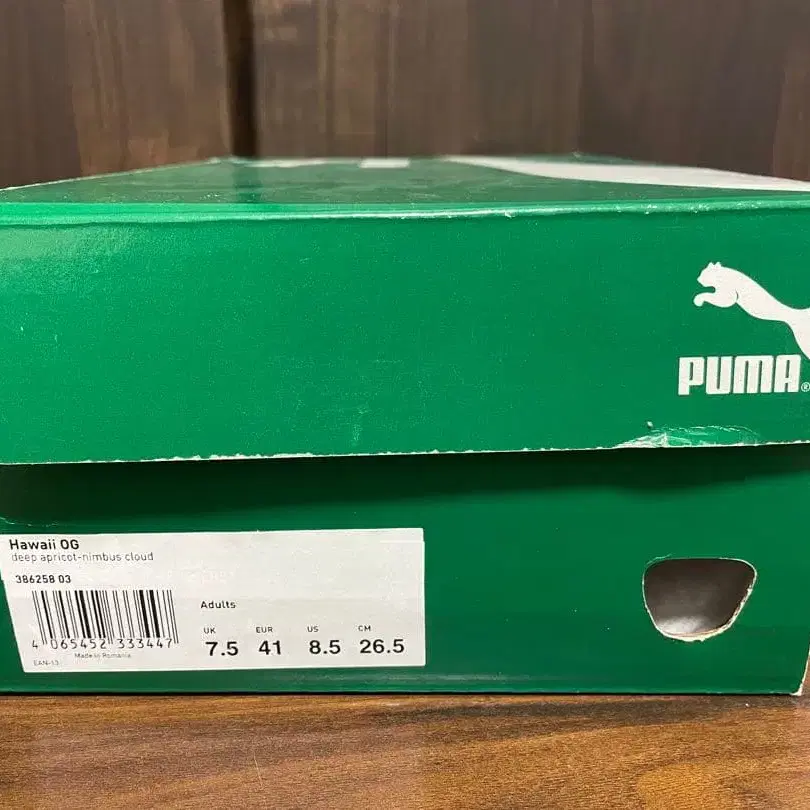 PUMA®
Hawaii OG
deep apricot-nimbus cloud
386258 03
Adults
UK EUR US CM
7.5 41 8.5 26.5
4 065452 333447
Made in Romania
EAN-13